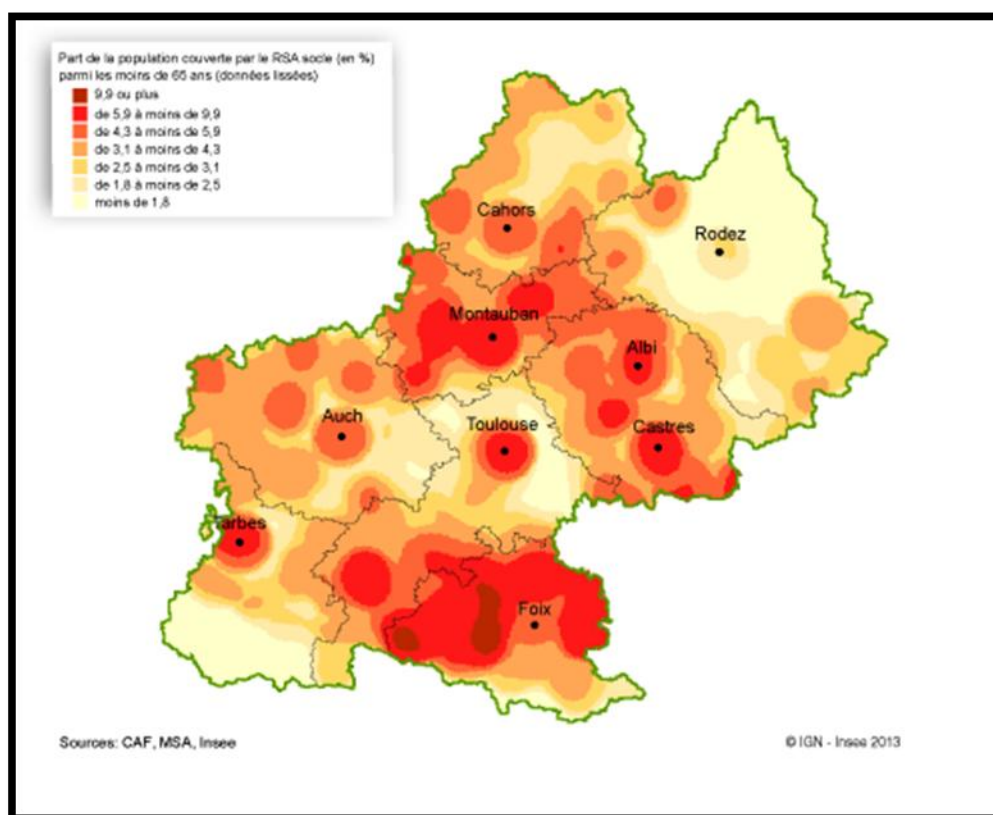 Part de la population couverte par le RSA socle (en %)
parmi les moins de 65 ans (données lissées)
9,9 ou plus
de 5,9 à moins de 9,9
de 4,3 à moins de 5,9
de 3,1 à moins de 4,3
de 2,5 à moins de 3,1
de 1,8 à moins de 2,5
moins de 1,8
Cahors
Rodez
Montauban
Albi
Auch
Toulouse
Castres
Tarbes
Foix
Sources: CAF, MSA, Insee
© IGN - Insee 2013